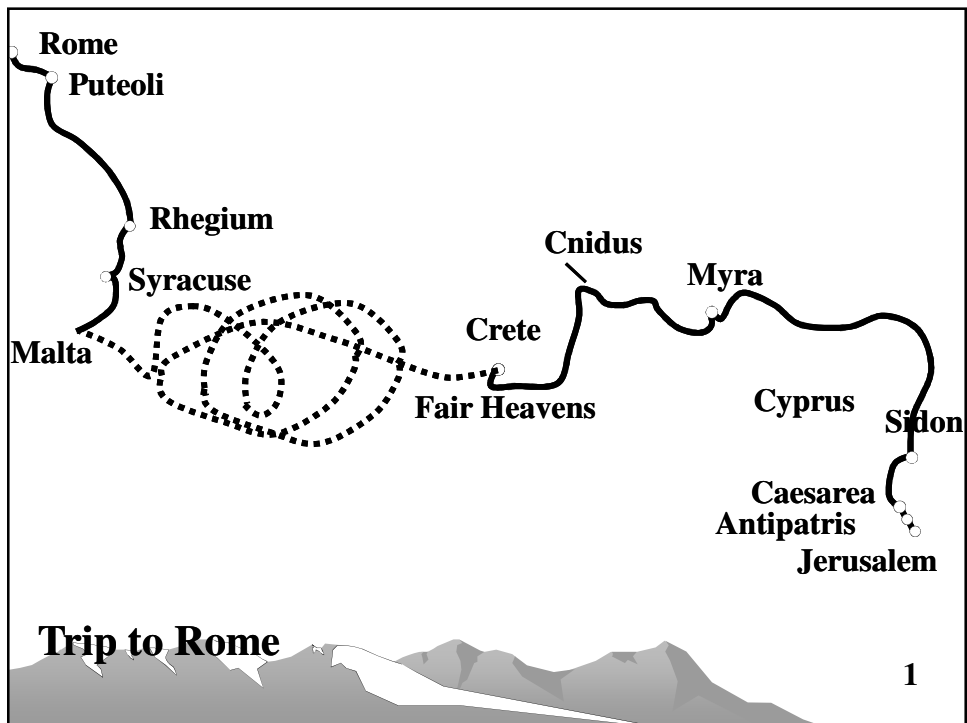 Rome
Puteoli
Rhegium
Cnidus
Syracuse
Myra
Crete
Malta
Fair Heavens
Cyprus
Sidon
Caesarea
Antipatris
Jerusalem
Trip to Rome
1